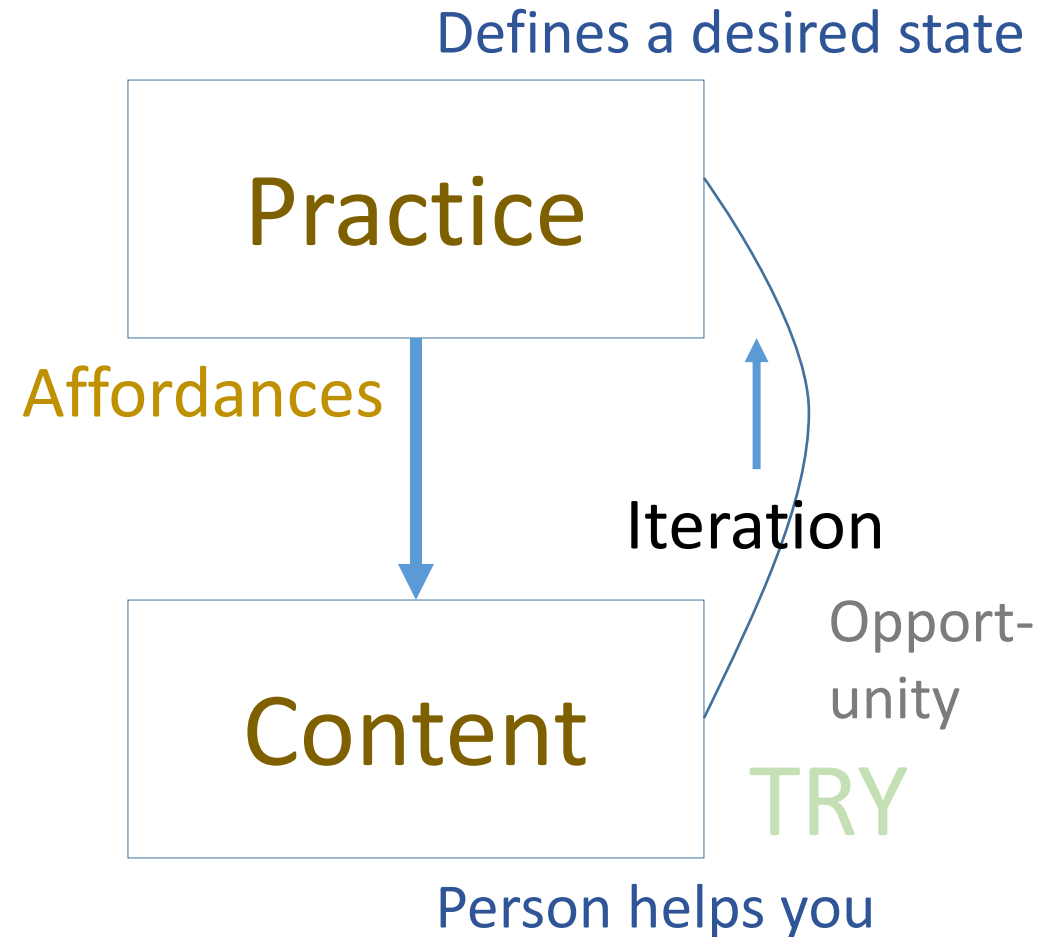 Defines a desired state
Practice
Affordances
Iteration
Opport-
unity
Content
TRY
Person helps you